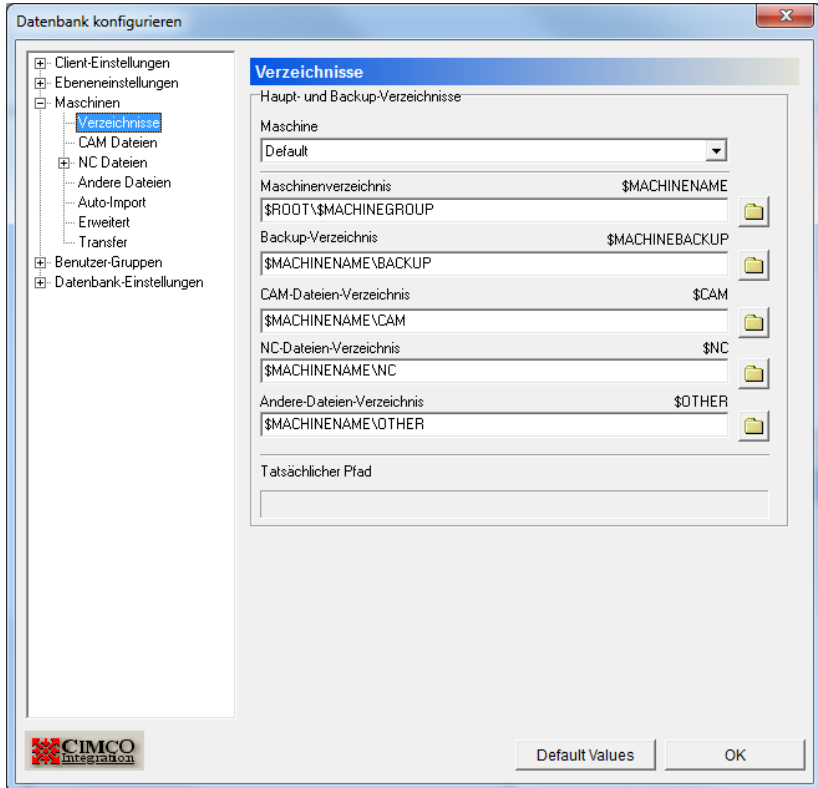 Datenbank konfigurieren
Client-Einstellungen
Ebeneneinstellungen
Maschinen
Verzeichnisse
CAM Dateien
NC Dateien
Andere Dateien
Auto-Import
Erweitert
Transfer
Benutzer-Gruppen
Datenbank-Einstellungen
Verzeichnisse
Haupt- und Backup-Verzeichnisse
Maschine
Default
Maschinenverzeichnis $MACHINENAME
$ROOT\$MACHINEGROUP
Backup-Verzeichnis $MACHINEBACKUP
$MACHINENAME\BACKUP
CAM-Dateien-Verzeichnis $CAM
$MACHINENAME\CAM
NC-Dateien-Verzeichnis $NC
$MACHINENAME\NC
Andere-Dateien-Verzeichnis $OTHER
$MACHINENAME\OTHER
Tatsächlicher Pfad
CIMCO
Integration
Default Values OK